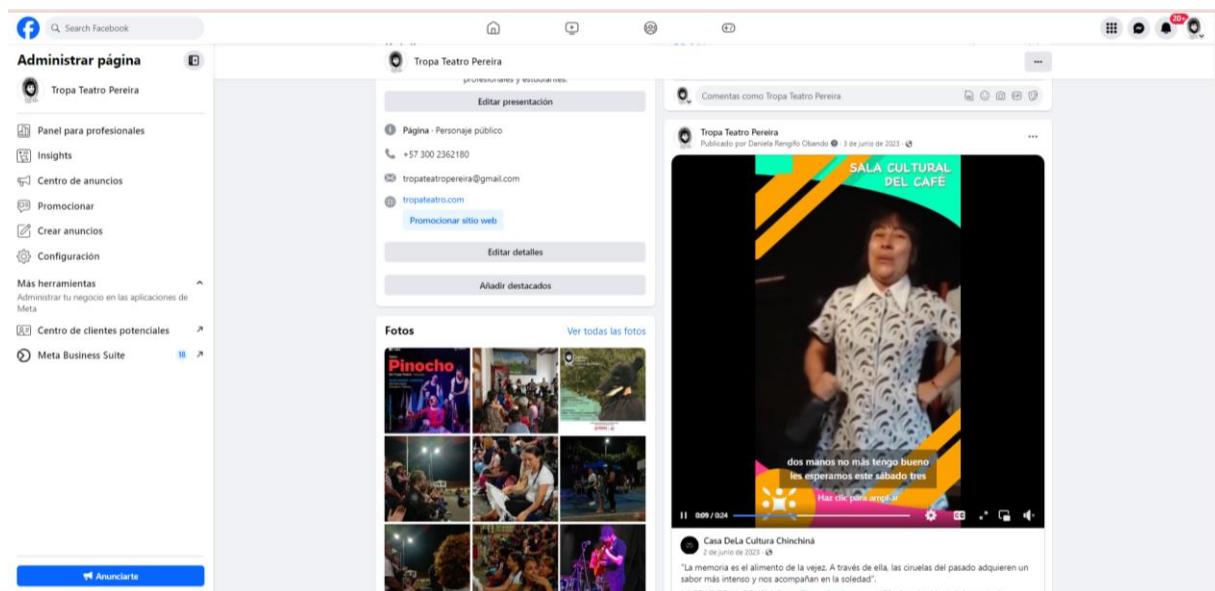 Search Facebook
20+
Administrar página
Tropa Teatro Pereira
Panel para profesionales
Insights
Centro de anuncios
Promocionar
Crear anuncios
Configuración
Más herramientas
Administrar tu negocio en las aplicaciones de
Meta
Centro de clientes potenciales
Meta Business Suite 18
Anunciarte
Tropa Teatro Pereira
profesionales y estudiantes.
Editar presentación
Página · Personaje público
+57 300 2362180
tropateatropereira@gmail.com
tropateatro.com
Promocionar sitio web
Editar detalles
Añadir destacados
Fotos Ver todas las fotos
Pinocho
Comentas como Tropa Teatro Pereira
Tropa Teatro Pereira
Publicado por Daniela Rengifo Obando · 3 de junio de 2023 ·
SALA CULTURAL
DEL CAFÉ
dos manos no más tengo bueno
les esperamos este sábado tres
Haz clic para ampliar
0:09 / 0:24
CC
Casa DeLa Cultura Chinchiná
2 de junio de 2023 ·
"La memoria es el alimento de la vejez. A través de ella, las ciruelas del pasado adquieren un
sabor más intenso y nos acompañan en la soledad".